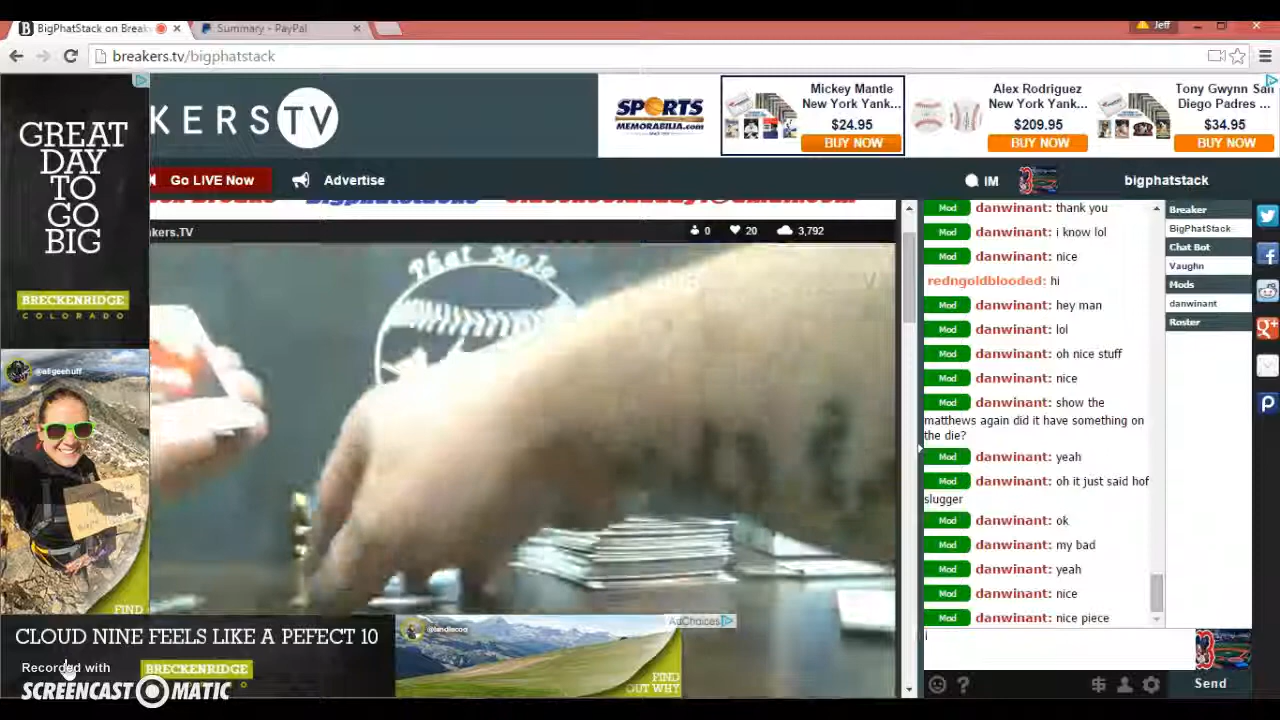 BigPhatStack on Break
Summary - PayPal
Jeff
breakers.tv/bigphatstack
GREAT
DAY
TO
GO
BIG
BRECKENRIDGE
COLORADO
KERSTV
SPORTS
MEMORABILIA.COM
Mickey Mantle
New York Yank...
$24.95
BUY NOW
Alex Rodriguez
New York Yank...
$209.95
BUY NOW
Tony Gwynn San
Diego Padres ...
$34.95
BUY NOW
Go LIVE Now
Advertise
IM
bigphatstack
kers.TV
0
20
3,792
That Mojo
Mod danwinant: thank you
Mod danwinant: i know lol
Mod danwinant: nice
redngoldblooded: hi
Mod danwinant: hey man
Mod danwinant: lol
Mod danwinant: oh nice stuff
Mod danwinant: nice
Mod danwinant: show the
matthews again did it have something on
the die?
Mod danwinant: yeah
Mod danwinant: oh it just said hof
slugger
Mod danwinant: ok
Mod danwinant: my bad
Mod danwinant: yeah
Mod danwinant: nice
Mod danwinant: nice piece
i
Send
Breaker
BigPhatStack
Chat Bot
Vaughn
Mods
danwinant
Roster
@aligeehuff
FIND
CLOUD NINE FEELS LIKE A PEFECT 10
BRECKENRIDGE
AdChoices
FIND
OUT WHY
Recorded with
SCREENCAST MATIC